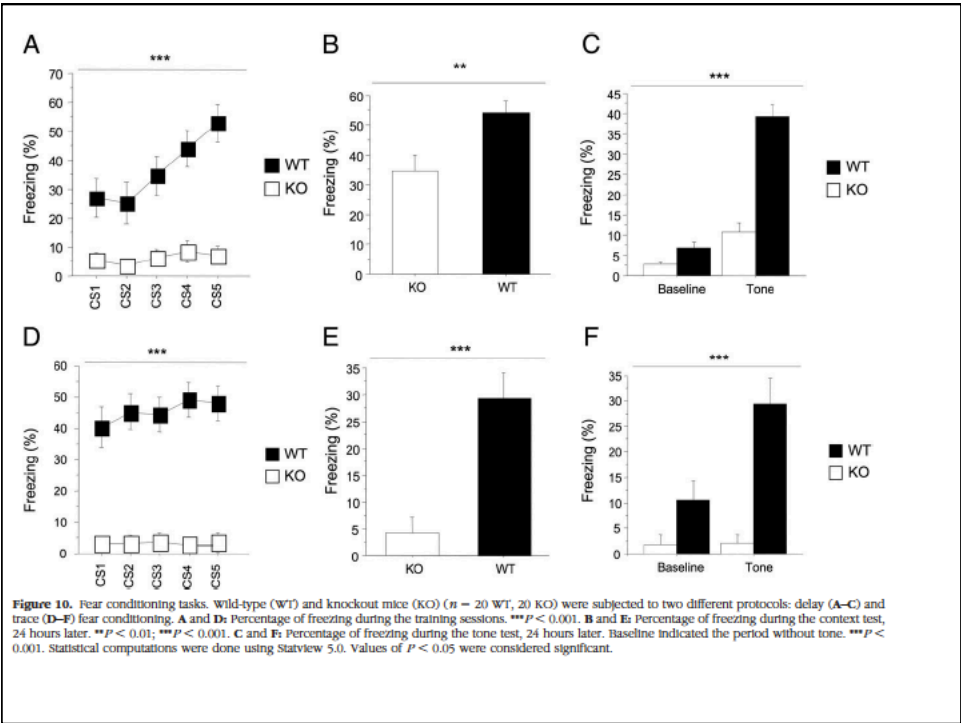 A
***
70
60
50
40
30
20
10
0
Freezing (%)
CS1
CS2
CS3
CS4
CS5
WT
KO
B
**
60
50
40
30
20
10
0
Freezing (%)
KO
WT
C
***
45
40
35
30
25
20
15
10
5
0
Freezing (%)
Baseline
Tone
WT
KO
D
***
60
50
40
30
20
10
0
Freezing (%)
CS1
CS2
CS3
CS4
CS5
WT
KO
E
***
35
30
25
20
15
10
5
0
Freezing (%)
KO
WT
F
***
35
30
25
20
15
10
5
0
Freezing (%)
Baseline
Tone
WT
KO
Figure 10. Fear conditioning tasks. Wild-type (WT) and knockout mice (KO) (n = 20 WT, 20 KO) were subjected to two different protocols: delay (A–C) and
trace (D–F) fear conditioning. A and D: Percentage of freezing during the training sessions. ***P < 0.001. B and E: Percentage of freezing during the context test,
24 hours later. **P < 0.01; ***P < 0.001. C and F: Percentage of freezing during the tone test, 24 hours later. Baseline indicated the period without tone. ***P <
0.001. Statistical computations were done using Statview 5.0. Values of P < 0.05 were considered significant.